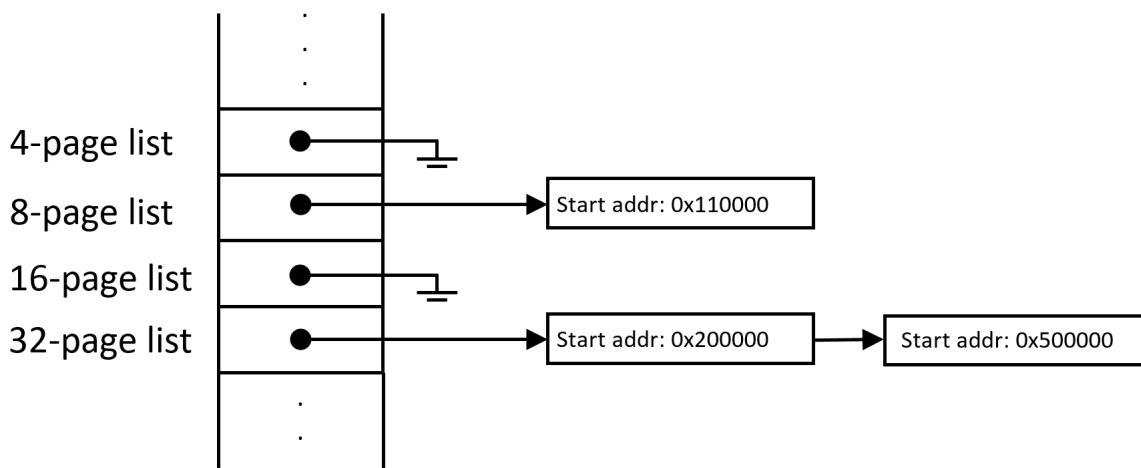 4-page list
8-page list
Start addr: 0x110000
16-page list
32-page list
Start addr: 0x200000
Start addr: 0x500000